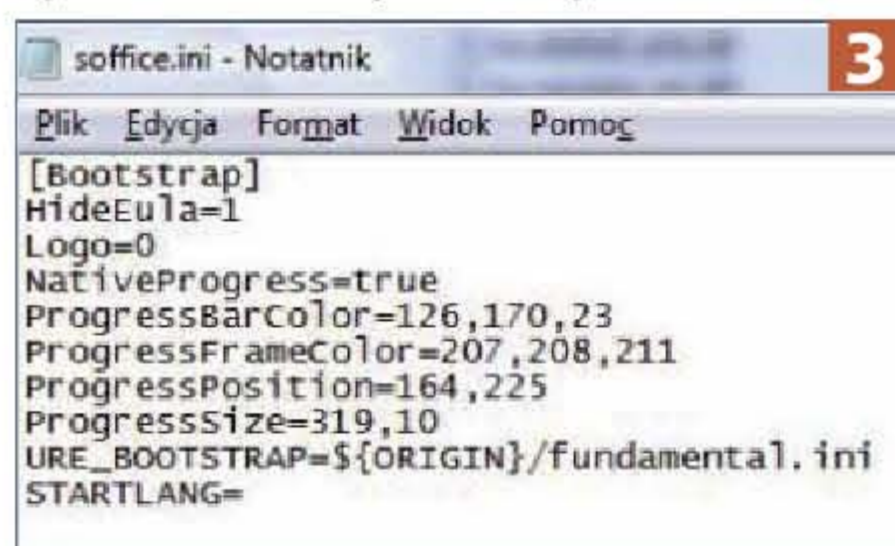 soffice.ini - Notatnik
3
Plik Edycja Format Widok Pomoc
[Bootstrap]
HideEula=1
Logo=0
NativeProgress=true
ProgressBarColor=126,170,23
ProgressFrameColor=207,208,211
ProgressPosition=164,225
ProgressSize=319,10
URE_BOOTSTRAP=${ORIGIN}/fundamental.ini
STARTLANG=